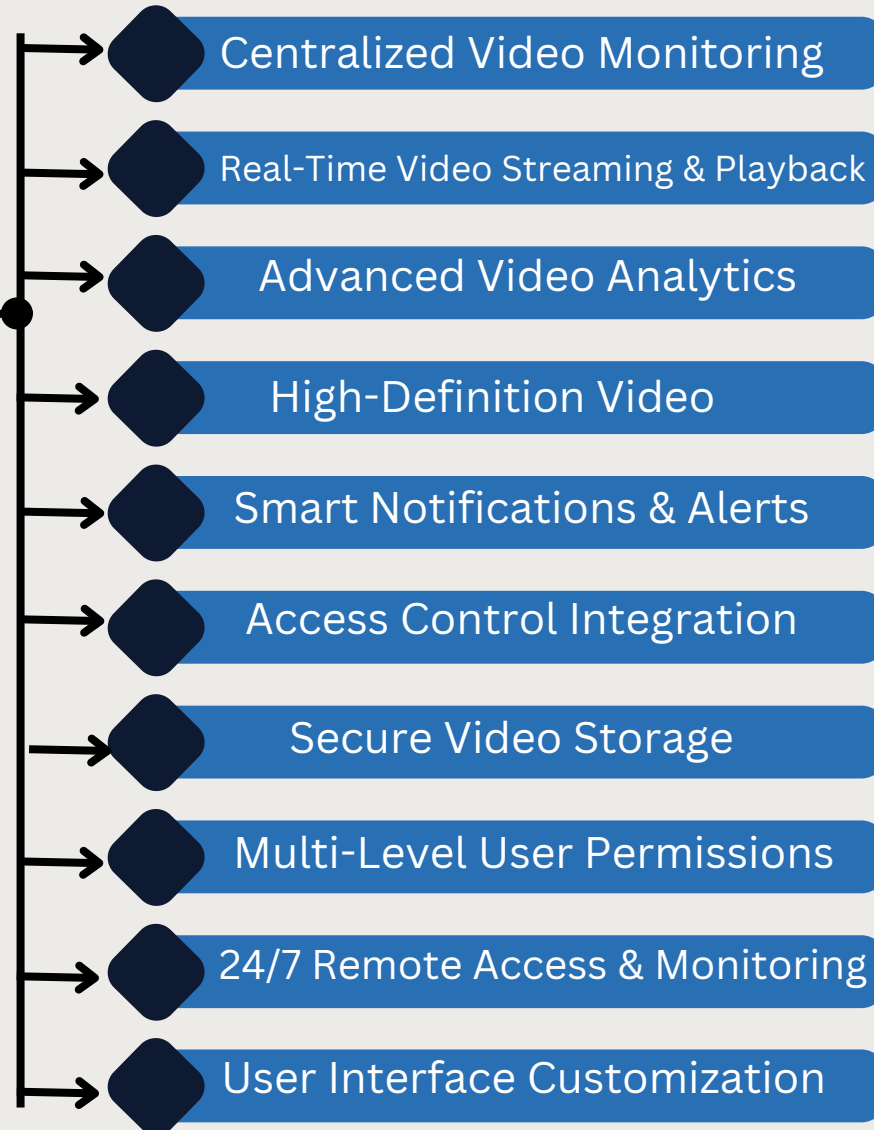 Centralized Video Monitoring
Real-Time Video Streaming & Playback
Advanced Video Analytics
High-Definition Video
Smart Notifications & Alerts
Access Control Integration
Secure Video Storage
Multi-Level User Permissions
24/7 Remote Access & Monitoring
User Interface Customization